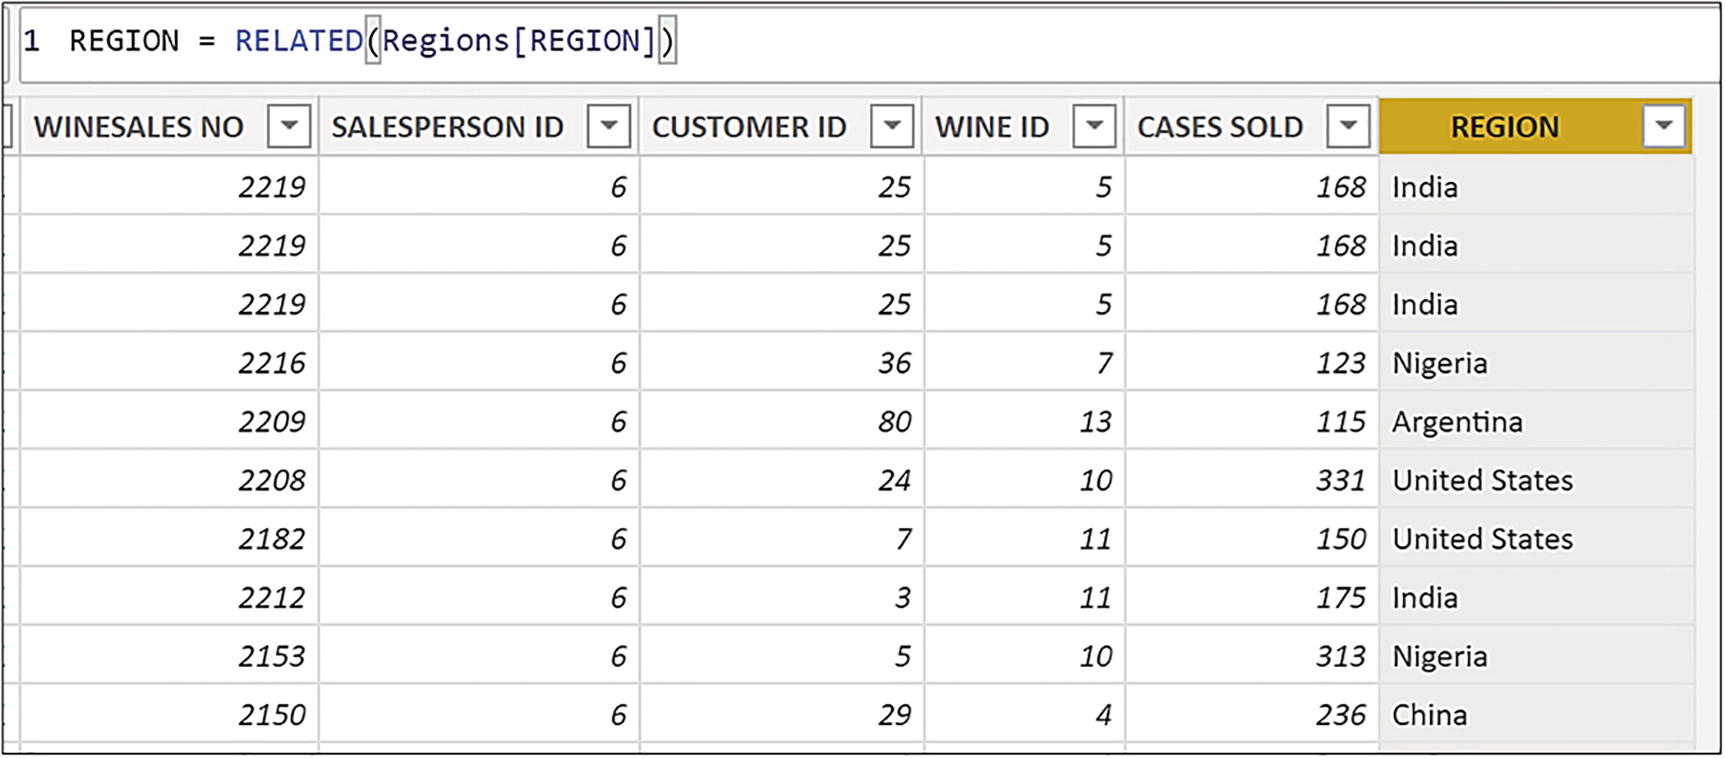 1 REGION = RELATED(Regions[REGION])
WINESALES NO SALESPERSON ID CUSTOMER ID WINE ID CASES SOLD REGION
2219 6 25 5 168 India
2219 6 25 5 168 India
2219 6 25 5 168 India
2216 6 36 7 123 Nigeria
2209 6 80 13 115 Argentina
2208 6 24 10 331 United States
2182 6 7 11 150 United States
2212 6 3 11 175 India
2153 6 5 10 313 Nigeria
2150 6 29 4 236 China